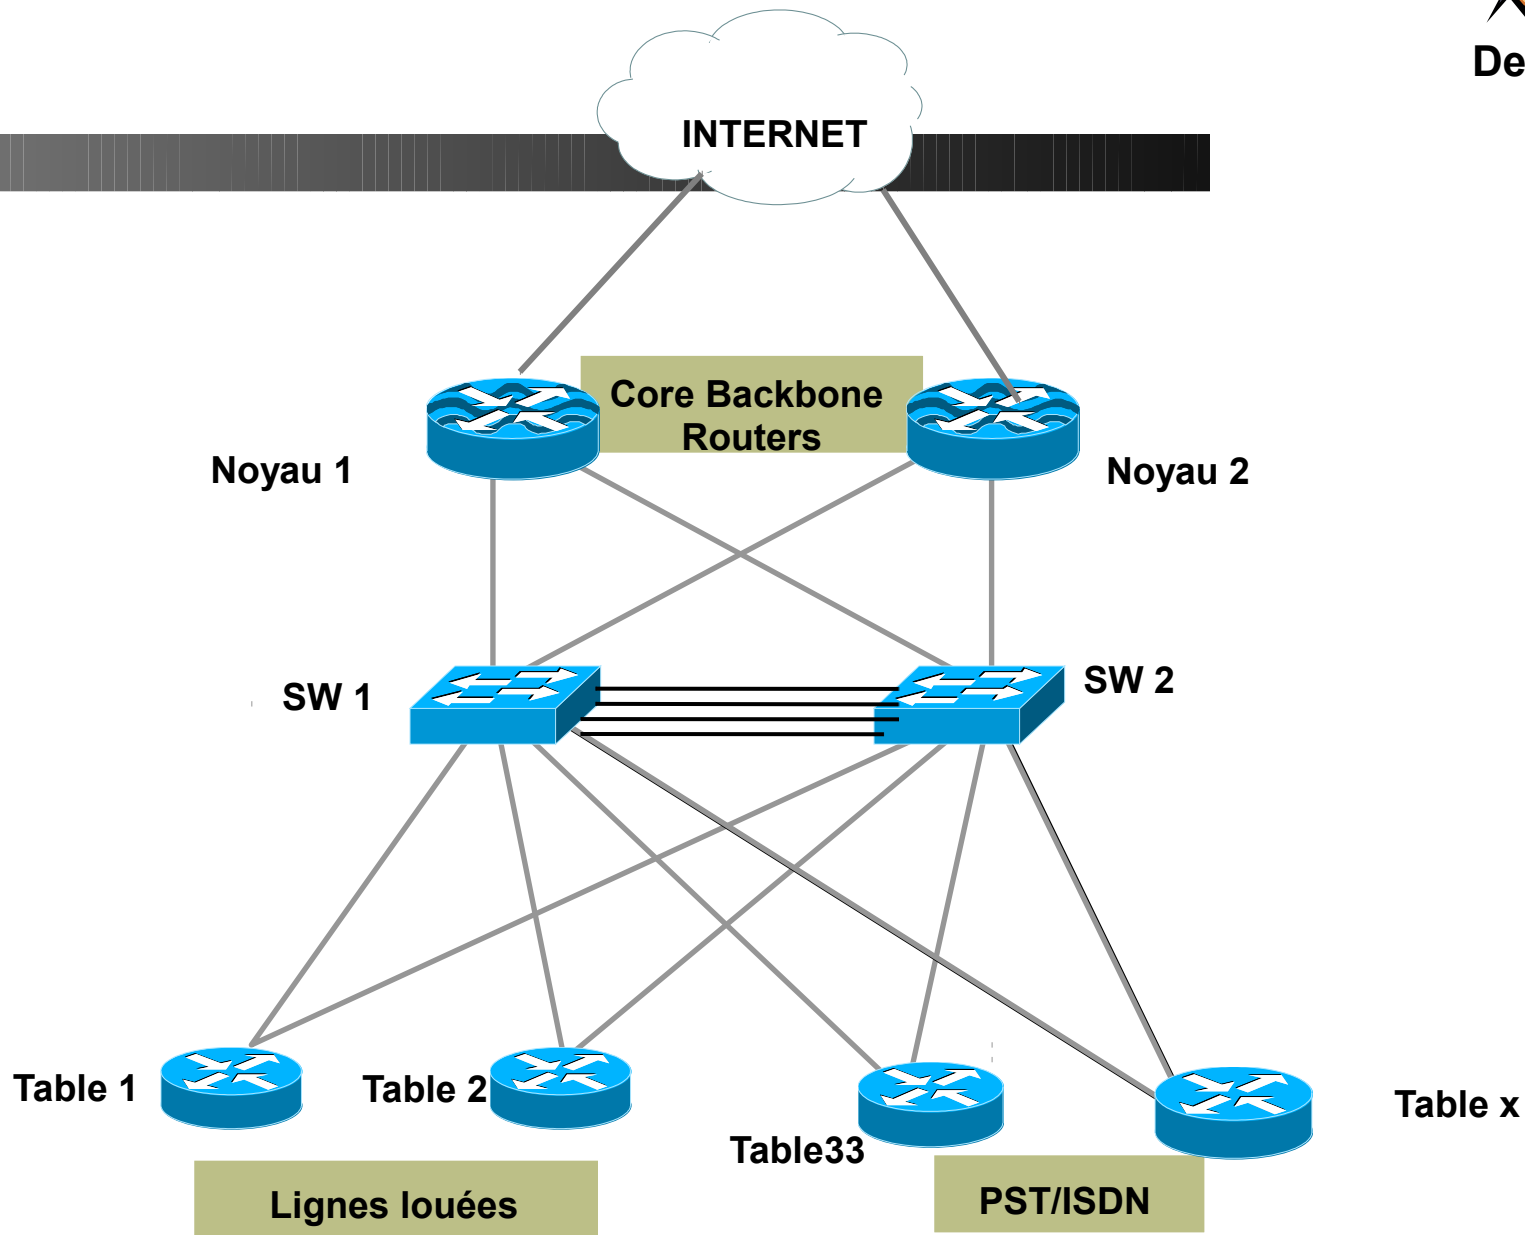 De
INTERNET
Core Backbone
Routers
Noyau 1
Noyau 2
SW 1
SW 2
Table 1
Table 2
Table33
Table x
Lignes louées
PST/ISDN